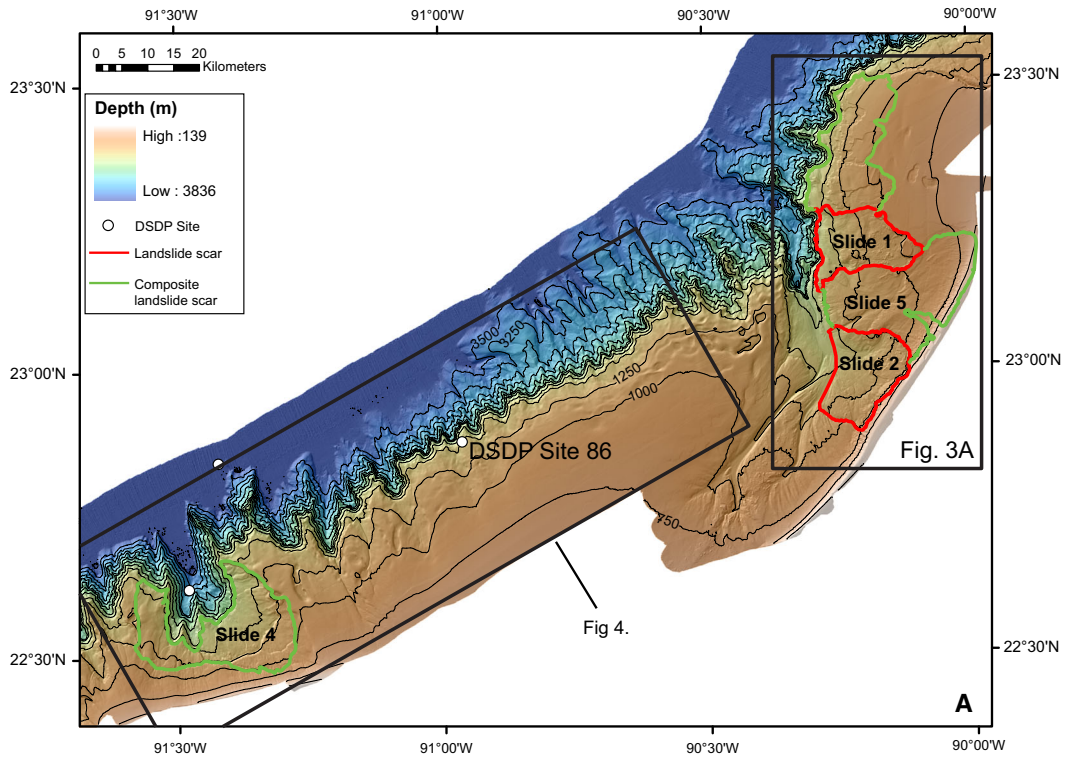 91°30'W 91°00'W 90°30'W 90°00'W
0 5 10 15 20
Kilometers
23°30'N 23°30'N
Depth (m)
High :139
Low : 3836
DSDP Site
Landslide scar
Composite
landslide scar
Slide 1
Slide 5
3500
3250
Slide 2
23°00'N 23°00'N
1250
1000
DSDP Site 86
Fig. 3A
750
Fig 4.
Slide 4
22°30'N 22°30'N
A
91°30'W 91°00'W 90°30'W 90°00'W